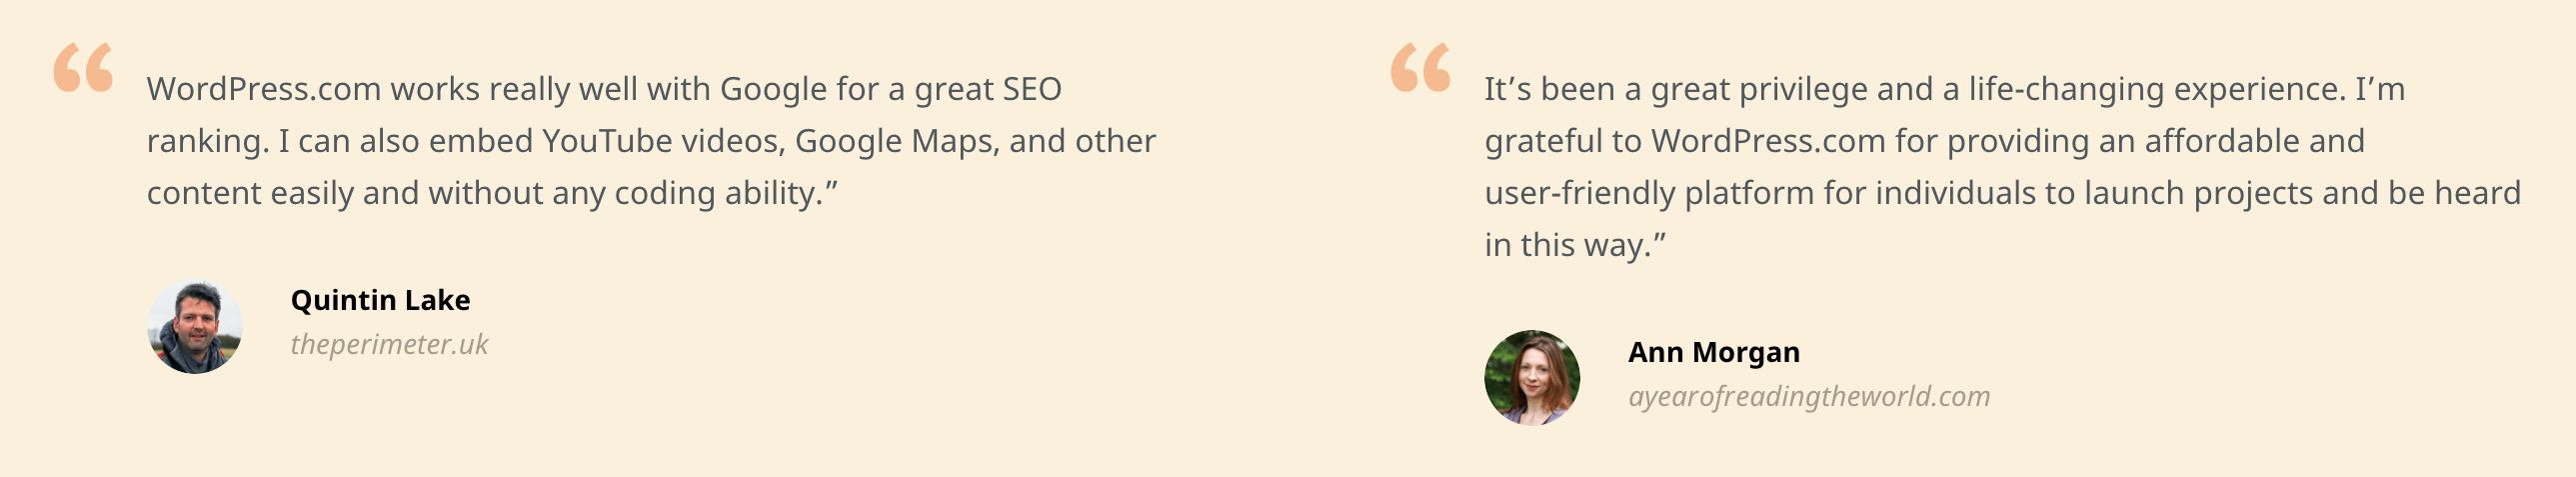 “
WordPress.com works really well with Google for a great SEO
ranking. I can also embed YouTube videos, Google Maps, and other
content easily and without any coding ability.”
Quintin Lake
theperimeter.uk
“
It’s been a great privilege and a life-changing experience. I’m
grateful to WordPress.com for providing an affordable and
user-friendly platform for individuals to launch projects and be heard
in this way.”
Ann Morgan
ayearofreadingtheworld.com